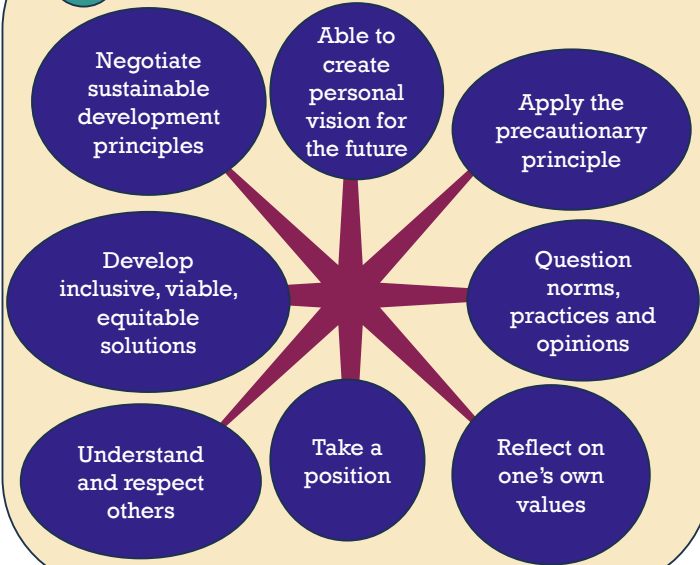 Negotiate
sustainable
development
principles
Able to
create
personal
vision for
the future
Apply the
precautionary
principle
Develop
inclusive, viable,
equitable
solutions
Question
norms,
practices and
opinions
Understand
and respect
others
Take a
position
Reflect on
one’s own
values